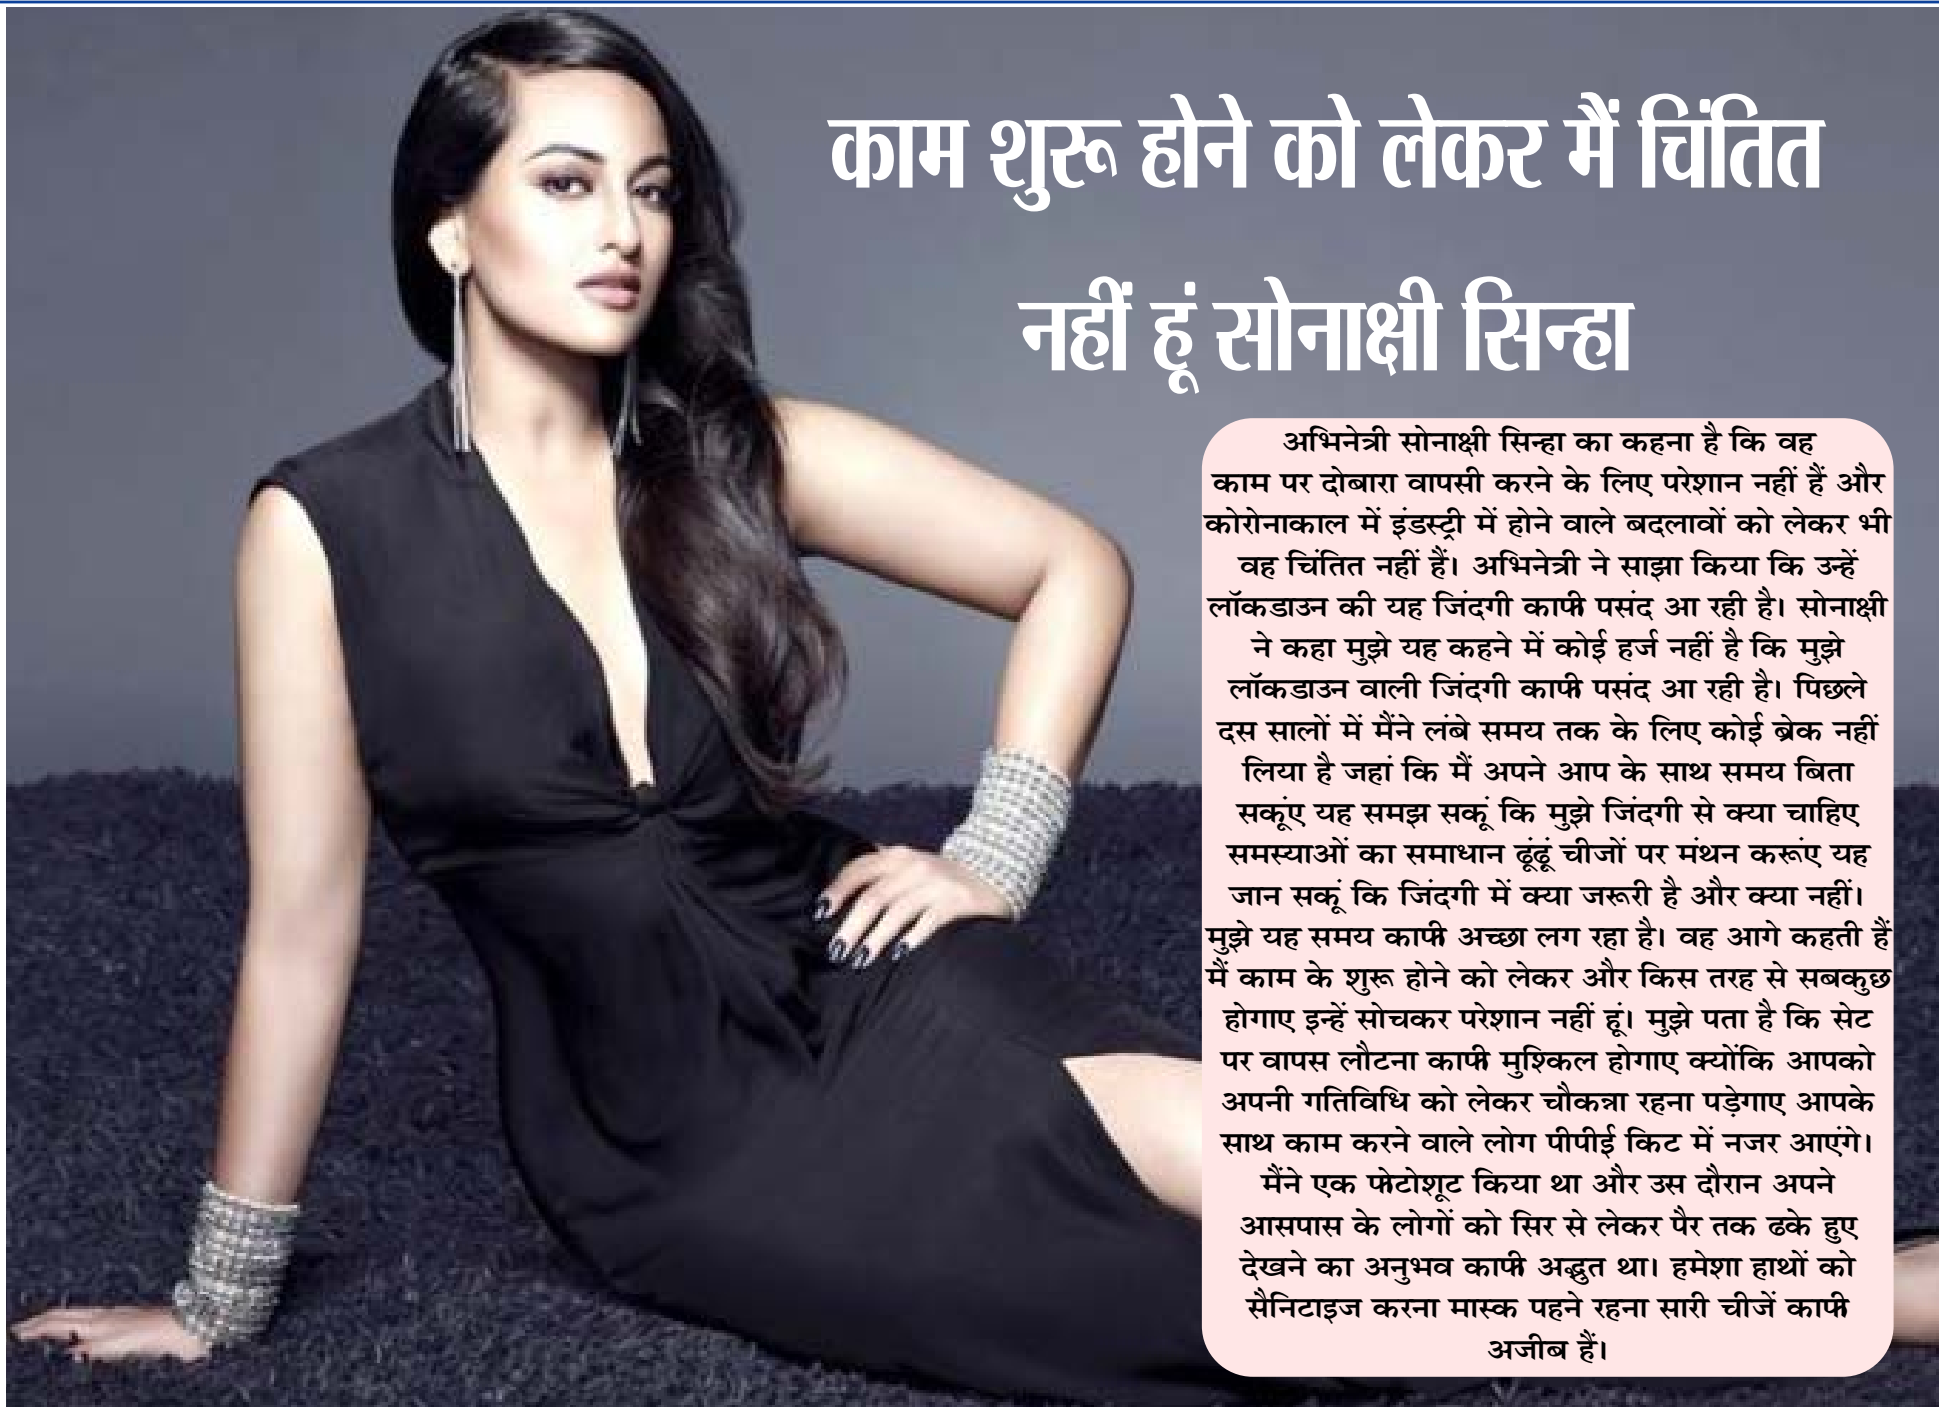 काम शुरू होने को लेकर मैं चिंतित
नहीं हूं सोनाक्षी सिन्हा
अभिनेत्री सोनाक्षी सिन्हा का कहना है कि वह
काम पर दोबारा वापसी करने के लिए परेशान नहीं हैं और
कोरोनाकाल में इंडस्ट्री में होने वाले बदलावों को लेकर भी
वह चिंतित नहीं हैं। अभिनेत्री ने साझा किया कि उन्हें
लॉकडाउन की यह जिंदगी काफी पसंद आ रही है। सोनाक्षी
ने कहा मुझे यह कहने में कोई हर्ज नहीं है कि मुझे
लॉकडाउन वाली जिंदगी काफी पसंद आ रही है। पिछले
दस सालों में मैंने लंबे समय तक के लिए कोई ब्रेक नहीं
लिया है जहां कि मैं अपने आप के साथ समय बिता
सकूंए यह समझ सकूं कि मुझे जिंदगी से क्या चाहिए
समस्याओं का समाधान ढूंढूं चीजों पर मंथन करूंए यह
जान सकूं कि जिंदगी में क्या जरूरी है और क्या नहीं।
मुझे यह समय काफी अच्छा लग रहा है। वह आगे कहती हैं
मैं काम के शुरू होने को लेकर और किस तरह से सबकुछ
होगाए इन्हें सोचकर परेशान नहीं हूं। मुझे पता है कि सेट
पर वापस लौटना काफी मुश्किल होगाए क्योंकि आपको
अपनी गतिविधि को लेकर चौकन्ना रहना पड़ेगाए आपके
साथ काम करने वाले लोग पीपीई किट में नजर आएंगे।
मैंने एक फोटोशूट किया था और उस दौरान अपने
आसपास के लोगों को सिर से लेकर पैर तक ढके हुए
देखने का अनुभव काफी अद्भुत था। हमेशा हाथों को
सैनिटाइज करना मास्क पहने रहना सारी चीजें काफी
अजीब हैं।